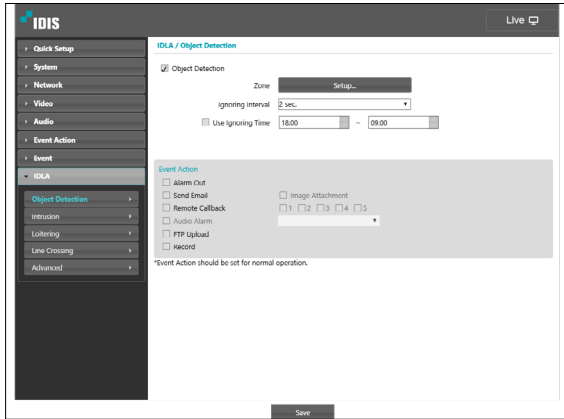 IDIS
Live
Quick Setup
System
Network
Video
Audio
Event Action
Event
IDLA
Object Detection
Intrusion
Loitering
Line Crossing
Advanced
IDLA / Object Detection
Object Detection
Zone Setup...
Ignoring Interval 2 sec.
Use Ignoring Time 18:00 ~ 09:00
Event Action
Alarm Out
Send Email Image Attachment
Remote Callback 1 2 3 4 5
Audio Alarm
FTP Upload
Record
*Event Action should be set for normal operation.
Save